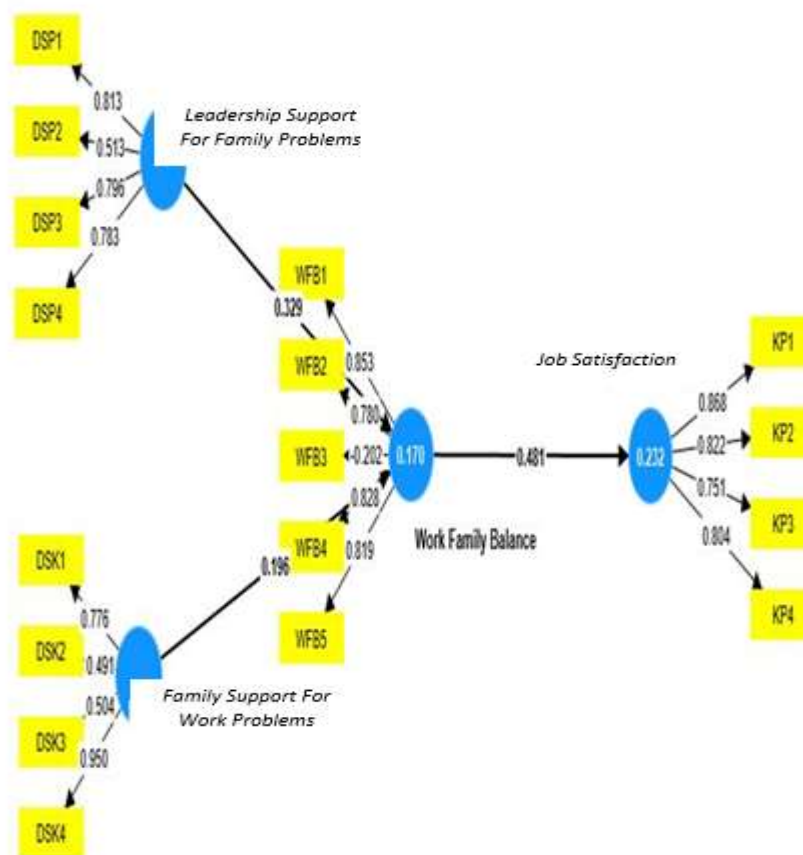 DSP1
0.813
DSP2
0.513
DSP3
0.796
0.783
DSP4
Leadership Support
For Family Problems
0.329
WFB1
0.853
WFB2
0.780
WFB3
-0.202
0.828
WFB4
0.819
WFB5
0.170
Work Family Balance
0.481
Job Satisfaction
0.232
KP1
0.868
KP2
0.822
0.751
KP3
0.804
KP4
0.196
DSK1
0.776
DSK2
0.491
0.504
DSK3
0.950
DSK4
Family Support For
Work Problems